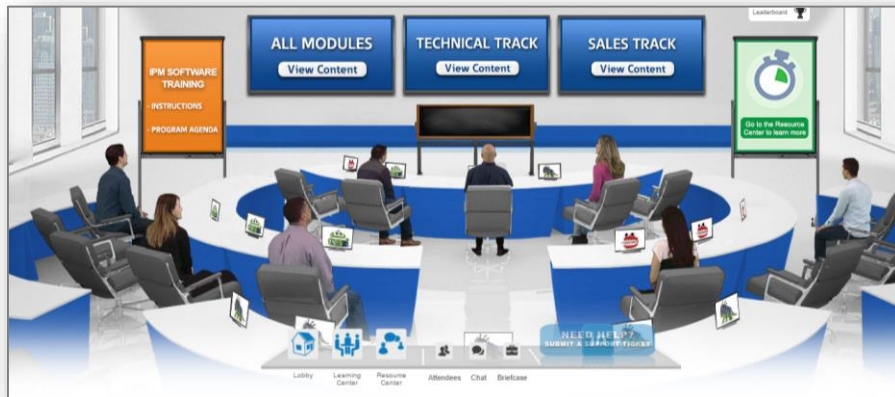 Leaderboard
ALL MODULES
View Content
TECHNICAL TRACK
View Content
SALES TRACK
View Content
IPM SOFTWARE
TRAINING
- INSTRUCTIONS
- PROGRAM AGENDA
Go to the Resource
Center to learn more
NEED HELP?
SUBMIT A SUPPORT TICKET
Lobby
Learning
Center
Resource
Center
Attendees
Chat
Briefcase